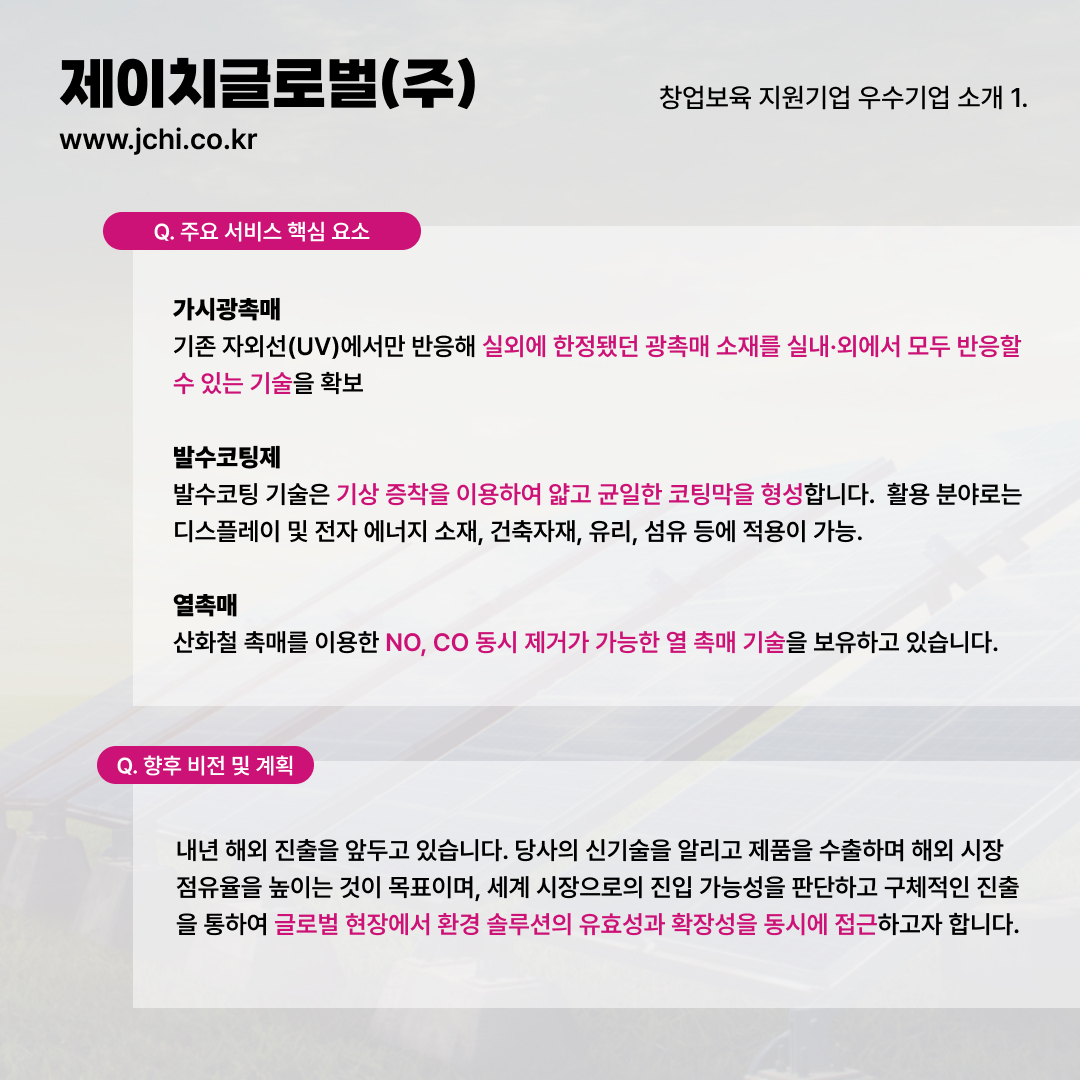 제이치글로벌(주)
창업보육 지원기업 우수기업 소개 1.
www.jchi.co.kr
Q. 주요 서비스 핵심 요소
가시광촉매
기존 자외선(UV)에서만 반응해 실외에 한정됐던 광촉매 소재를 실내·외에서 모두 반응할
수 있는 기술을 확보
발수코팅제
발수코팅 기술은 기상 증착을 이용하여 얇고 균일한 코팅막을 형성합니다.  활용 분야로는
디스플레이 및 전자 에너지 소재, 건축자재, 유리, 섬유 등에 적용이 가능.
열촉매
산화철 촉매를 이용한 NO, CO 동시 제거가 가능한 열 촉매 기술을 보유하고 있습니다.
Q. 향후 비전 및 계획
내년 해외 진출을 앞두고 있습니다. 당사의 신기술을 알리고 제품을 수출하며 해외 시장
점유율을 높이는 것이 목표이며, 세계 시장으로의 진입 가능성을 판단하고 구체적인 진출
을 통하여 글로벌 현장에서 환경 솔루션의 유효성과 확장성을 동시에 접근하고자 합니다.